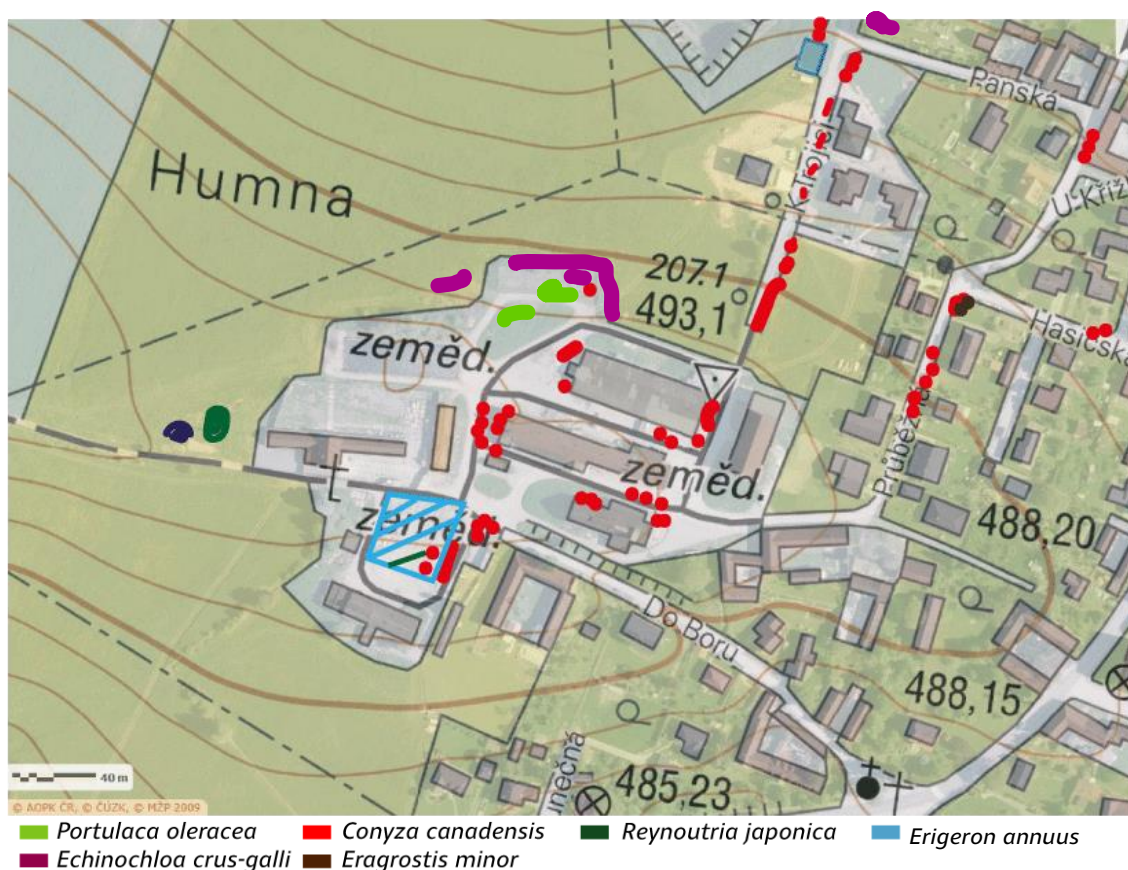 Panská
Klrojisl
Humna
U Kříž
207.1
493,1
Hasičská
zeměd.
Průběžná
zeměd.
488,20
zeměd.
Do Boru
488,15
unečná
485,23
40 m
© AOPK ČR, © ČÚZK, © MŽP 2009
Portulaca oleracea Conyza canadensis Reynoutria japonica Erigeron annuus
Echinochloa crus-galli Eragrostis minor